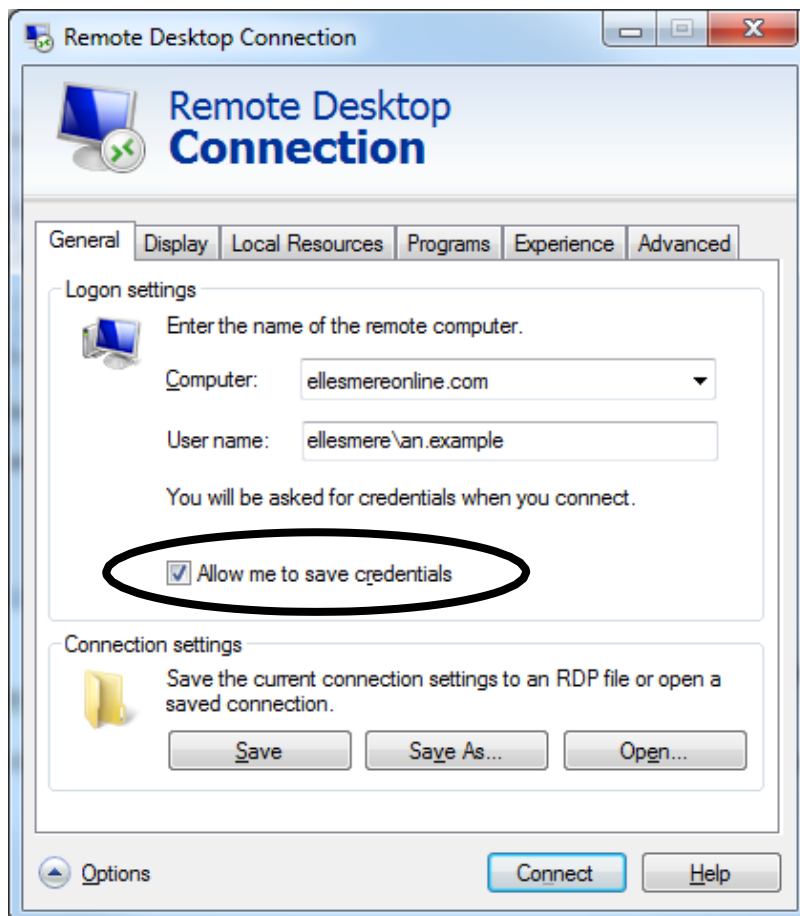 Remote Desktop Connection
Remote Desktop
Connection
General Display Local Resources Programs Experience Advanced
Logon settings
Enter the name of the remote computer.
Computer: ellesmereonline.com
User name: ellesmere\an.example
You will be asked for credentials when you connect.
Allow me to save credentials
Connection settings
Save the current connection settings to an RDP file or open a
saved connection.
Save Save As... Open...
Options Connect Help